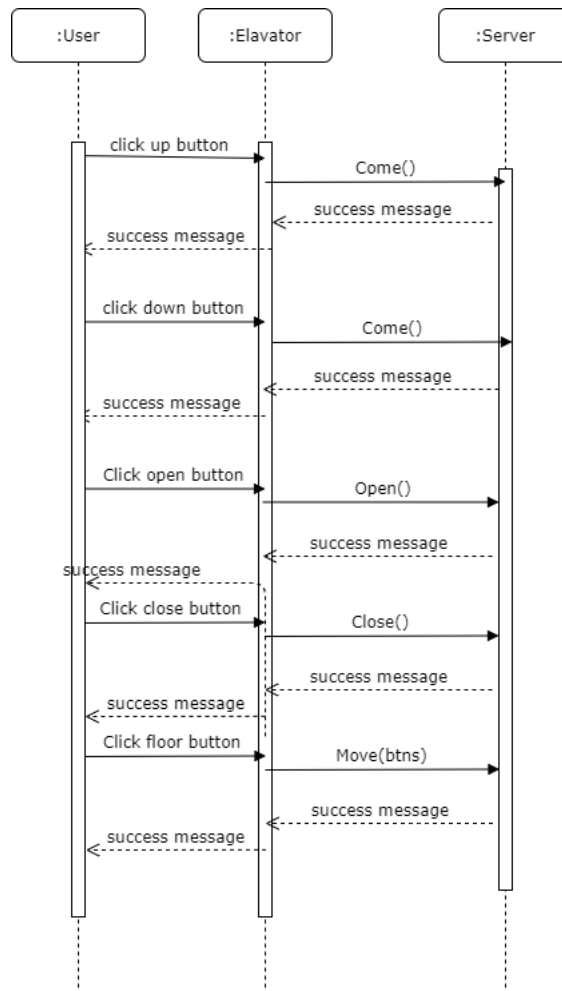 :User
:Elavator
:Server
click up button
Come()
success message
success message
click down button
Come()
success message
success message
Click open button
Open()
success message
success message
Click close button
Close()
success message
success message
Click floor button
Move(btns)
success message
success message